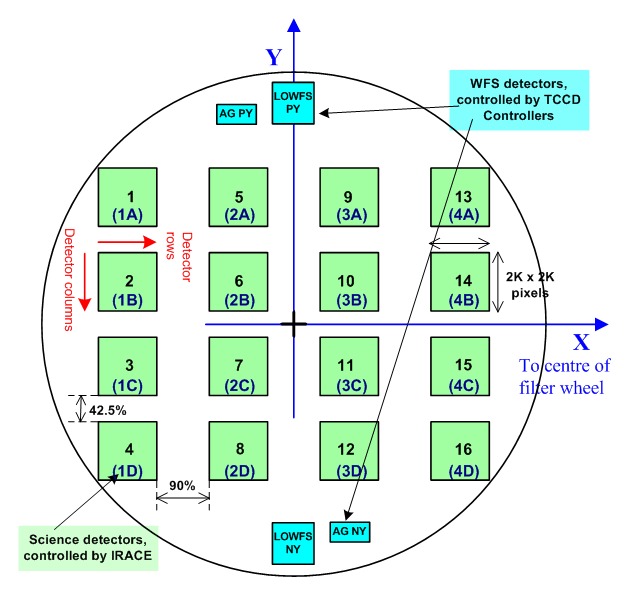 Y
WFS detectors,
controlled by TCCD
Controllers
LOWFS
PY
AG PY
1
(1A)
5
(2A)
9
(3A)
13
(4A)
Detector columns
Detector
rows
2
(1B)
6
(2B)
10
(3B)
14
(4B)
2K x 2K
pixels
X
To centre of
filter wheel
3
(1C)
7
(2C)
11
(3C)
15
(4C)
42.5%
4
(1D)
8
(2D)
12
(3D)
16
(4D)
90%
Science detectors,
controlled by IRACE
LOWFS
NY
AG NY